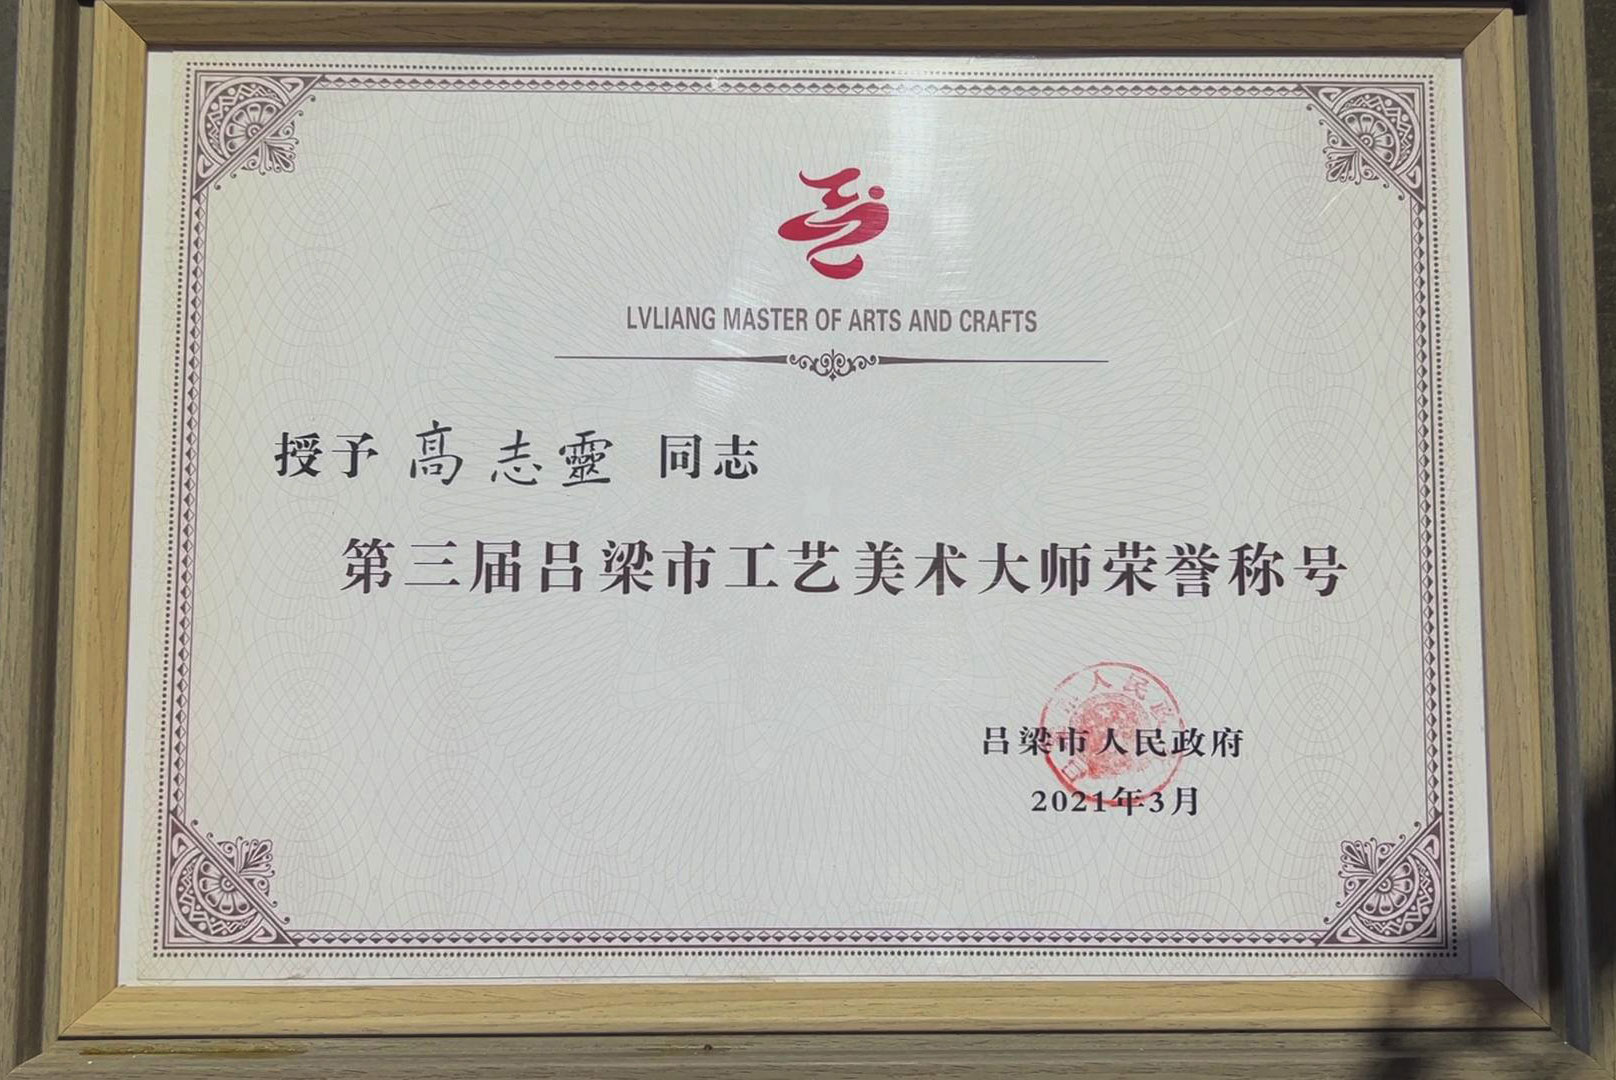 LVLIANG MASTER OF ARTS AND CRAFTS
授予 髙志靈 同志
第三届吕梁市工艺美术大师荣誉称号
吕梁市人民政府
2021年3月